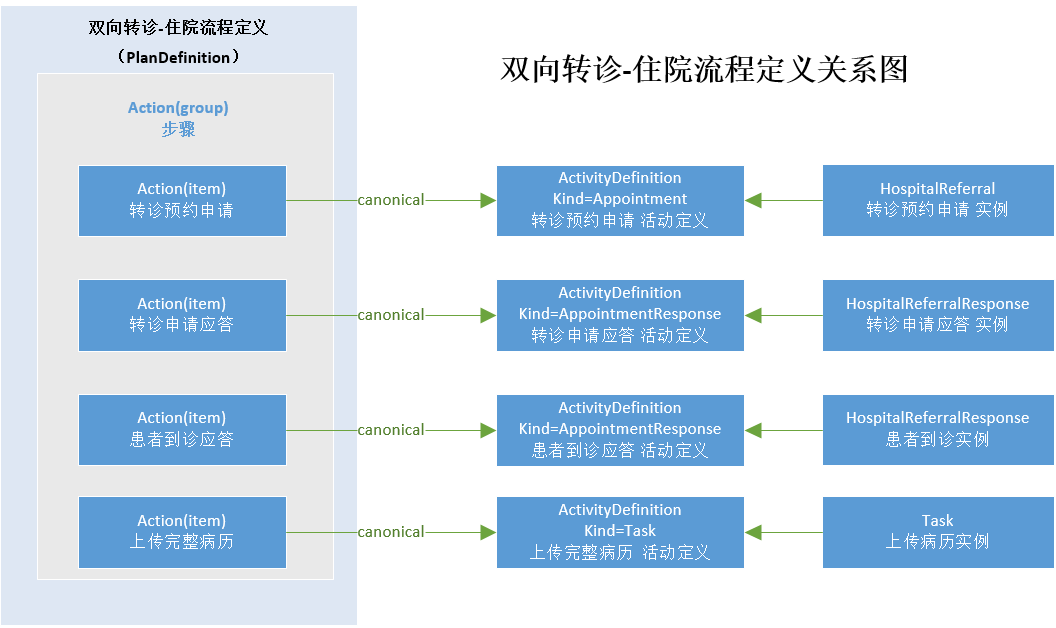 双向转诊-住院流程定义
（PlanDefinition）
双向转诊-住院流程定义关系图
Action(group)
步骤
Action(item)
转诊预约申请
canonical
ActivityDefinition
Kind=Appointment
转诊预约申请 活动定义
HospitalReferral
转诊预约申请 实例
Action(item)
转诊申请应答
canonical
ActivityDefinition
Kind=AppointmentResponse
转诊申请应答 活动定义
HospitalReferralResponse
转诊申请应答 实例
Action(item)
患者到诊应答
canonical
ActivityDefinition
Kind=AppointmentResponse
患者到诊应答 活动定义
HospitalReferralResponse
患者到诊实例
Action(item)
上传完整病历
canonical
ActivityDefinition
Kind=Task
上传完整病历 活动定义
Task
上传病历实例